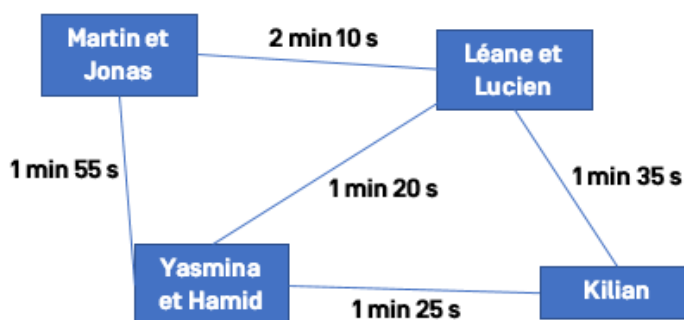 Martin et
Jonas
2 min 10 s
Léane et
Lucien
1 min 55 s
1 min 20 s
1 min 35 s
Yasmina
et Hamid
1 min 25 s
Kilian